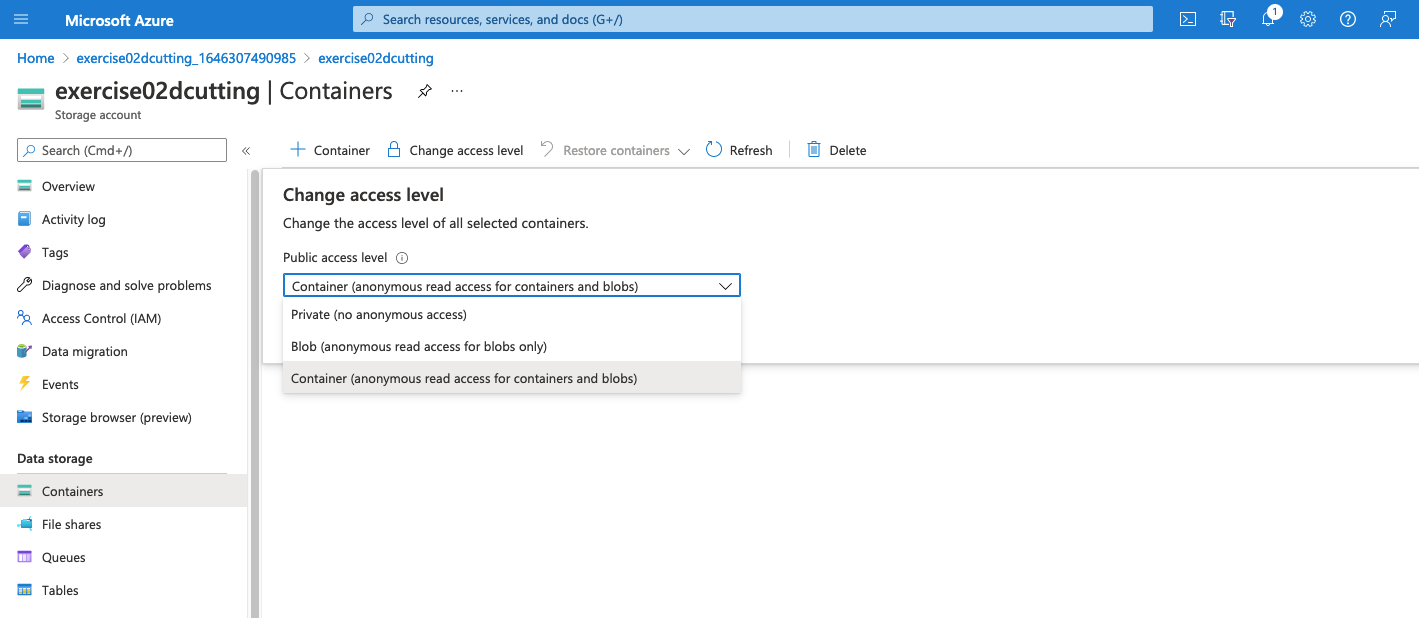 Microsoft Azure
Search resources, services, and docs (G+/)
1
Home > exercise02dcutting_1646307490985 > exercise02dcutting
exercise02dcutting | Containers
...
Storage account
Search (Cmd+/)
«
Container
Change access level
Restore containers
Refresh
Delete
Overview
Activity log
Tags
Diagnose and solve problems
Access Control (IAM)
Data migration
Events
Storage browser (preview)
Data storage
Containers
File shares
Queues
Tables
Change access level
Change the access level of all selected containers.
Public access level
Container (anonymous read access for containers and blobs)
Private (no anonymous access)
Blob (anonymous read access for blobs only)
Container (anonymous read access for containers and blobs)